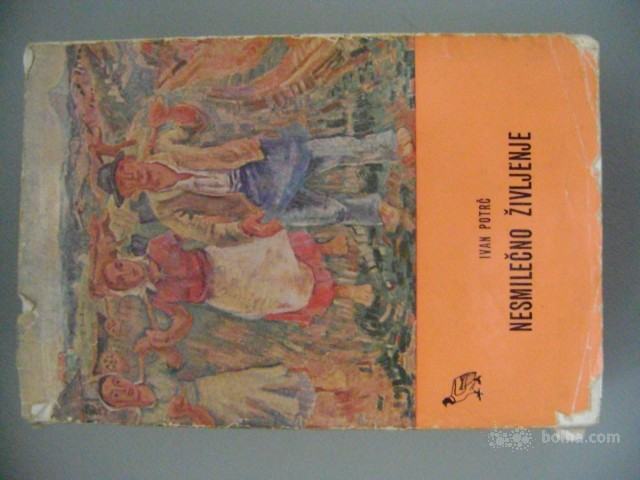 IVAN POTRČ
NESMILEČNO ŽIVLJENJE
bolha.com